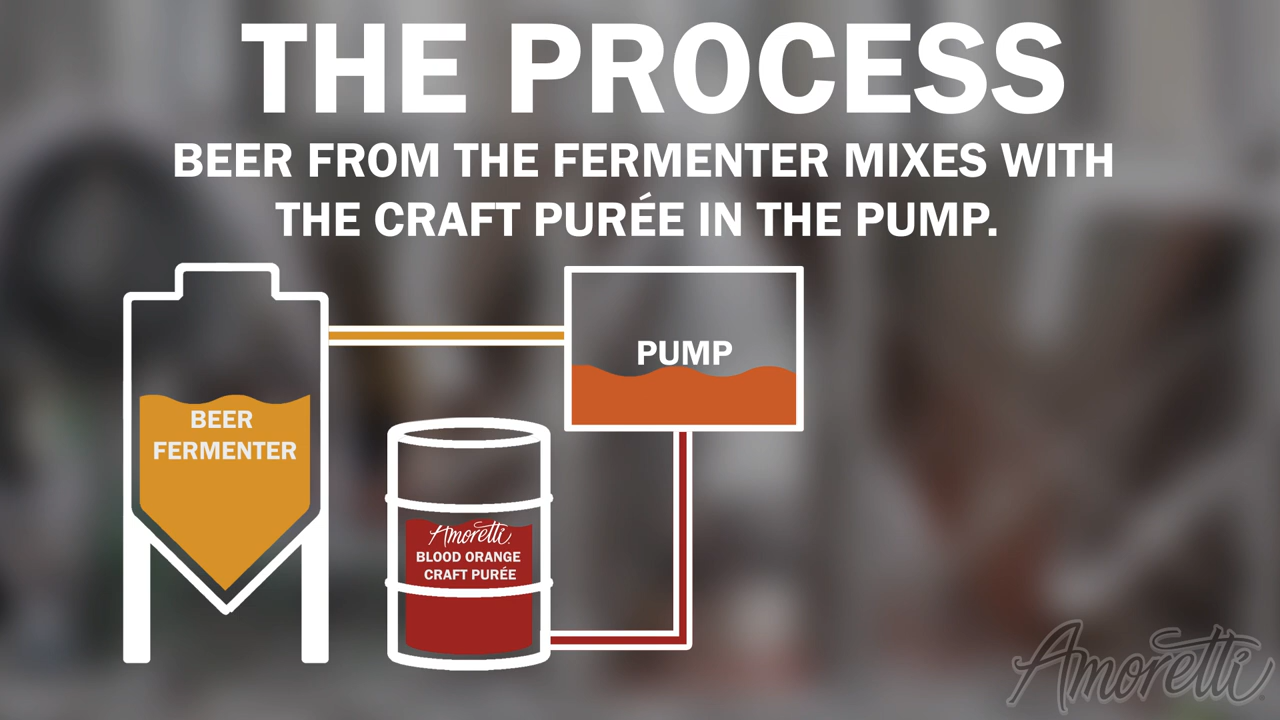 THE PROCESS
BEER FROM THE FERMENTER MIXES WITH
THE CRAFT PURÉE IN THE PUMP.
PUMP
BEER
FERMENTER
Amoretti
BLOOD ORANGE
CRAFT PURÉE
Amoretti